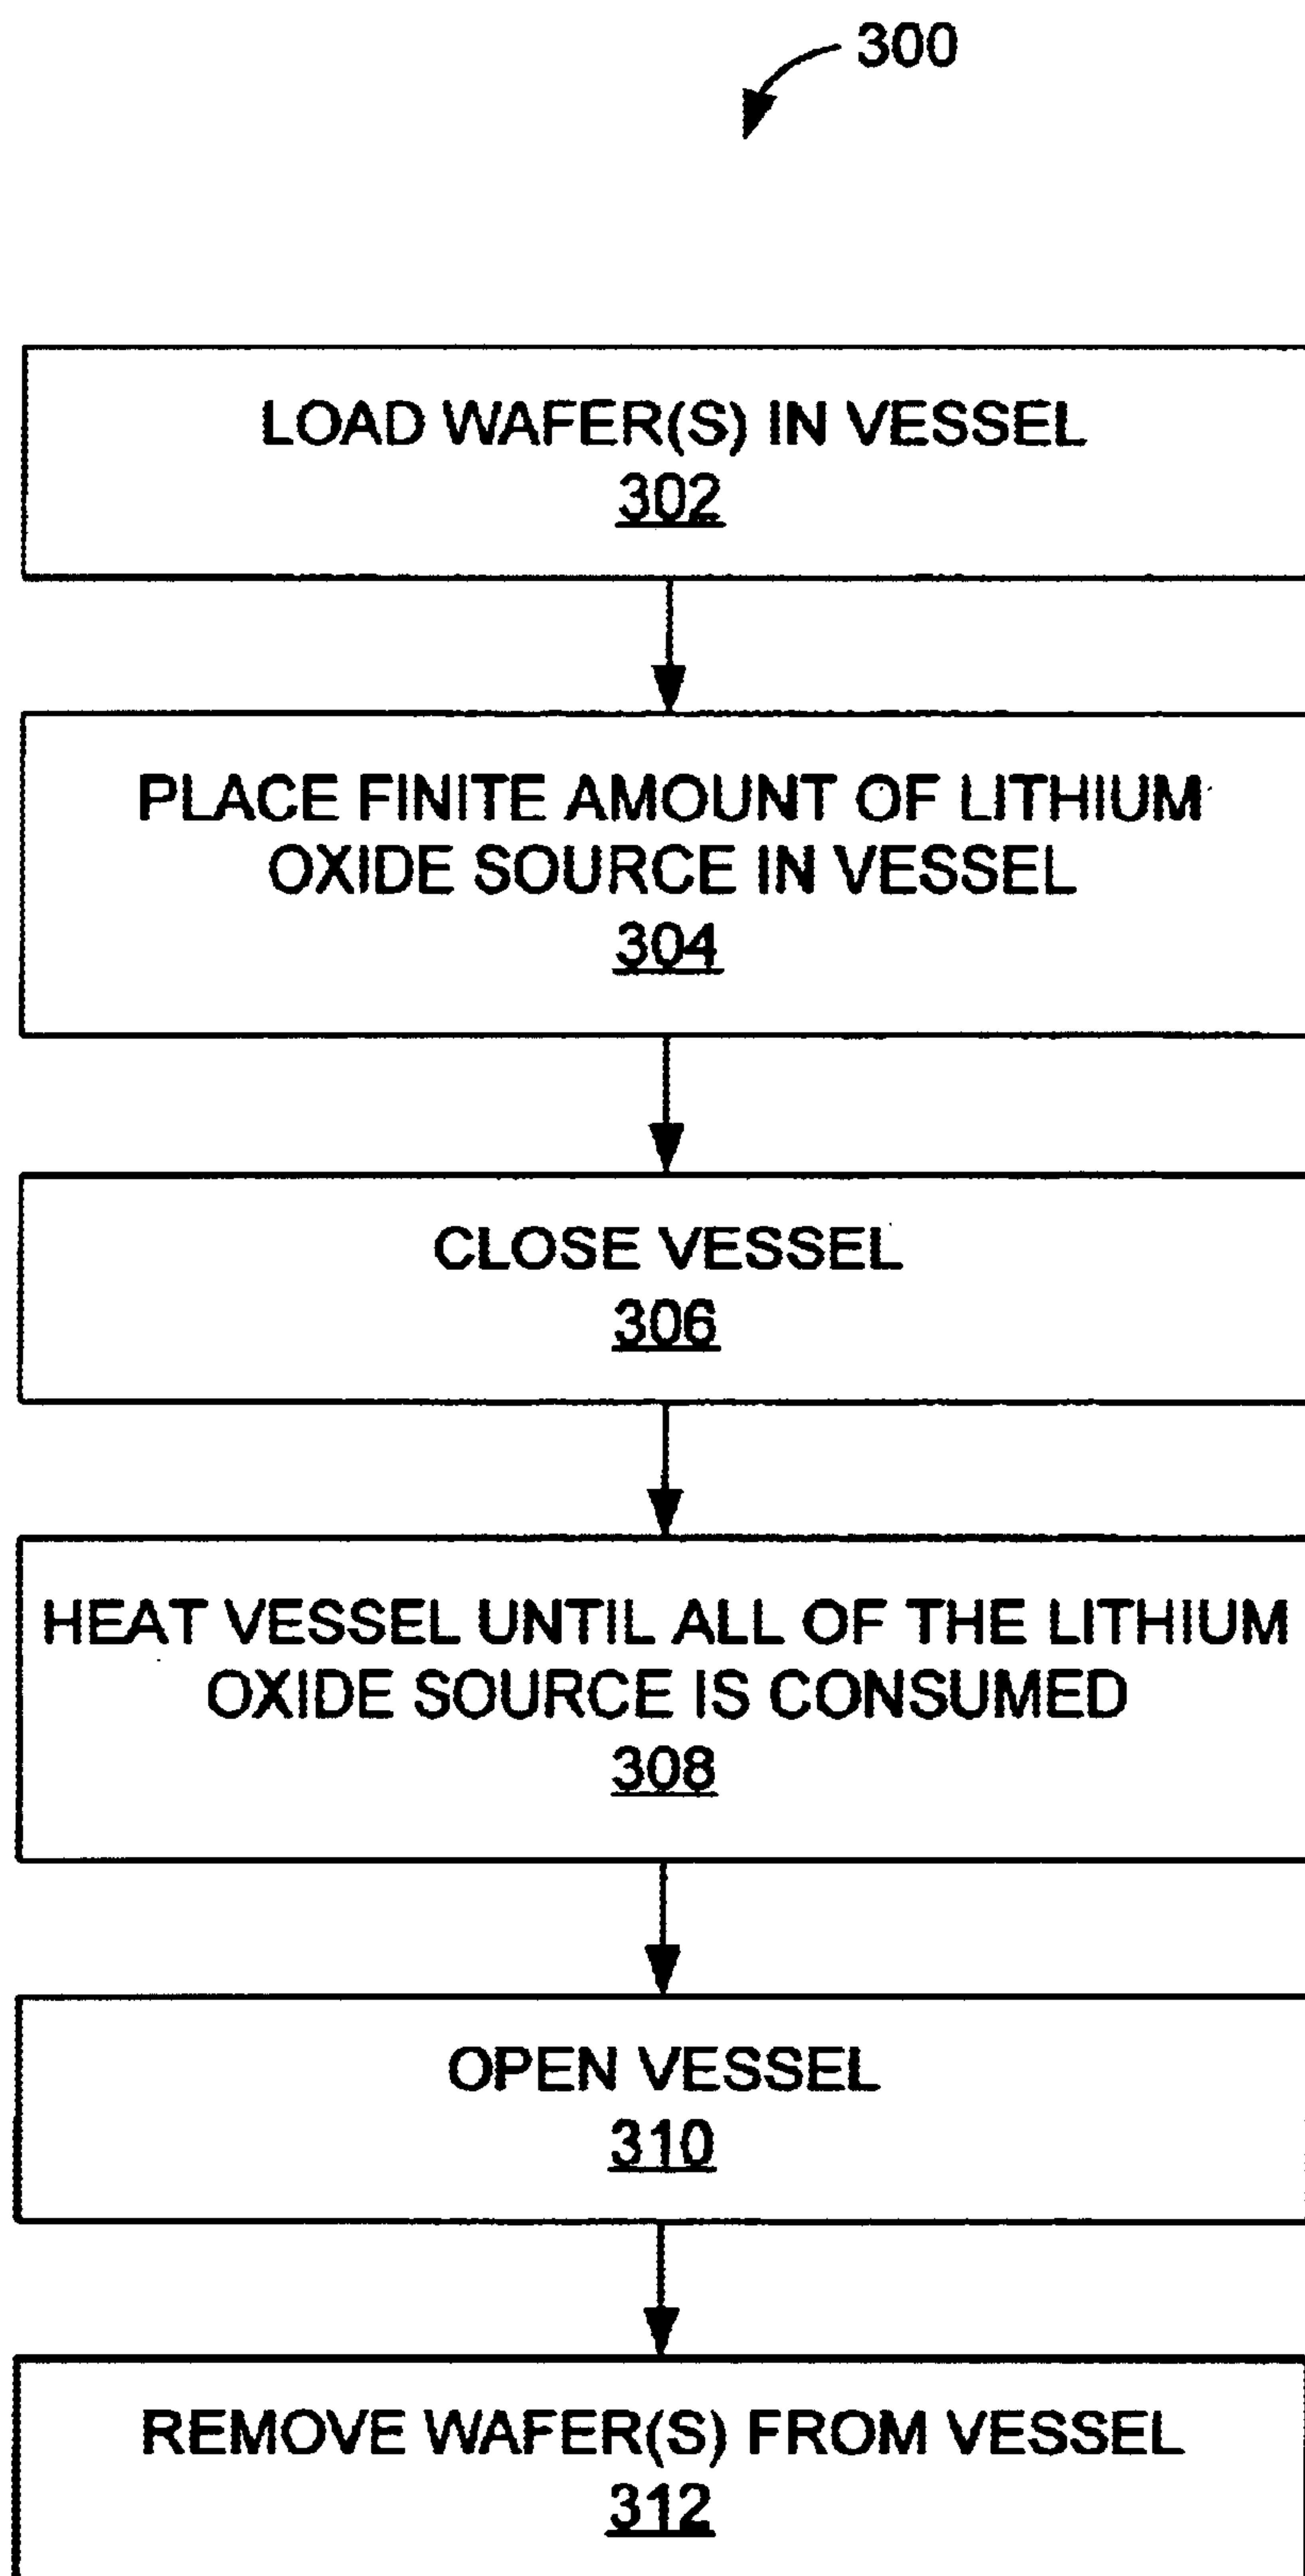 300
LOAD WAFER(S) IN VESSEL
302
PLACE FINITE AMOUNT OF LITHIUM
OXIDE SOURCE IN VESSEL
304
CLOSE VESSEL
306
HEAT VESSEL UNTIL ALL OF THE LITHIUM
OXIDE SOURCE IS CONSUMED
308
OPEN VESSEL
310
REMOVE WAFER(S) FROM VESSEL
312